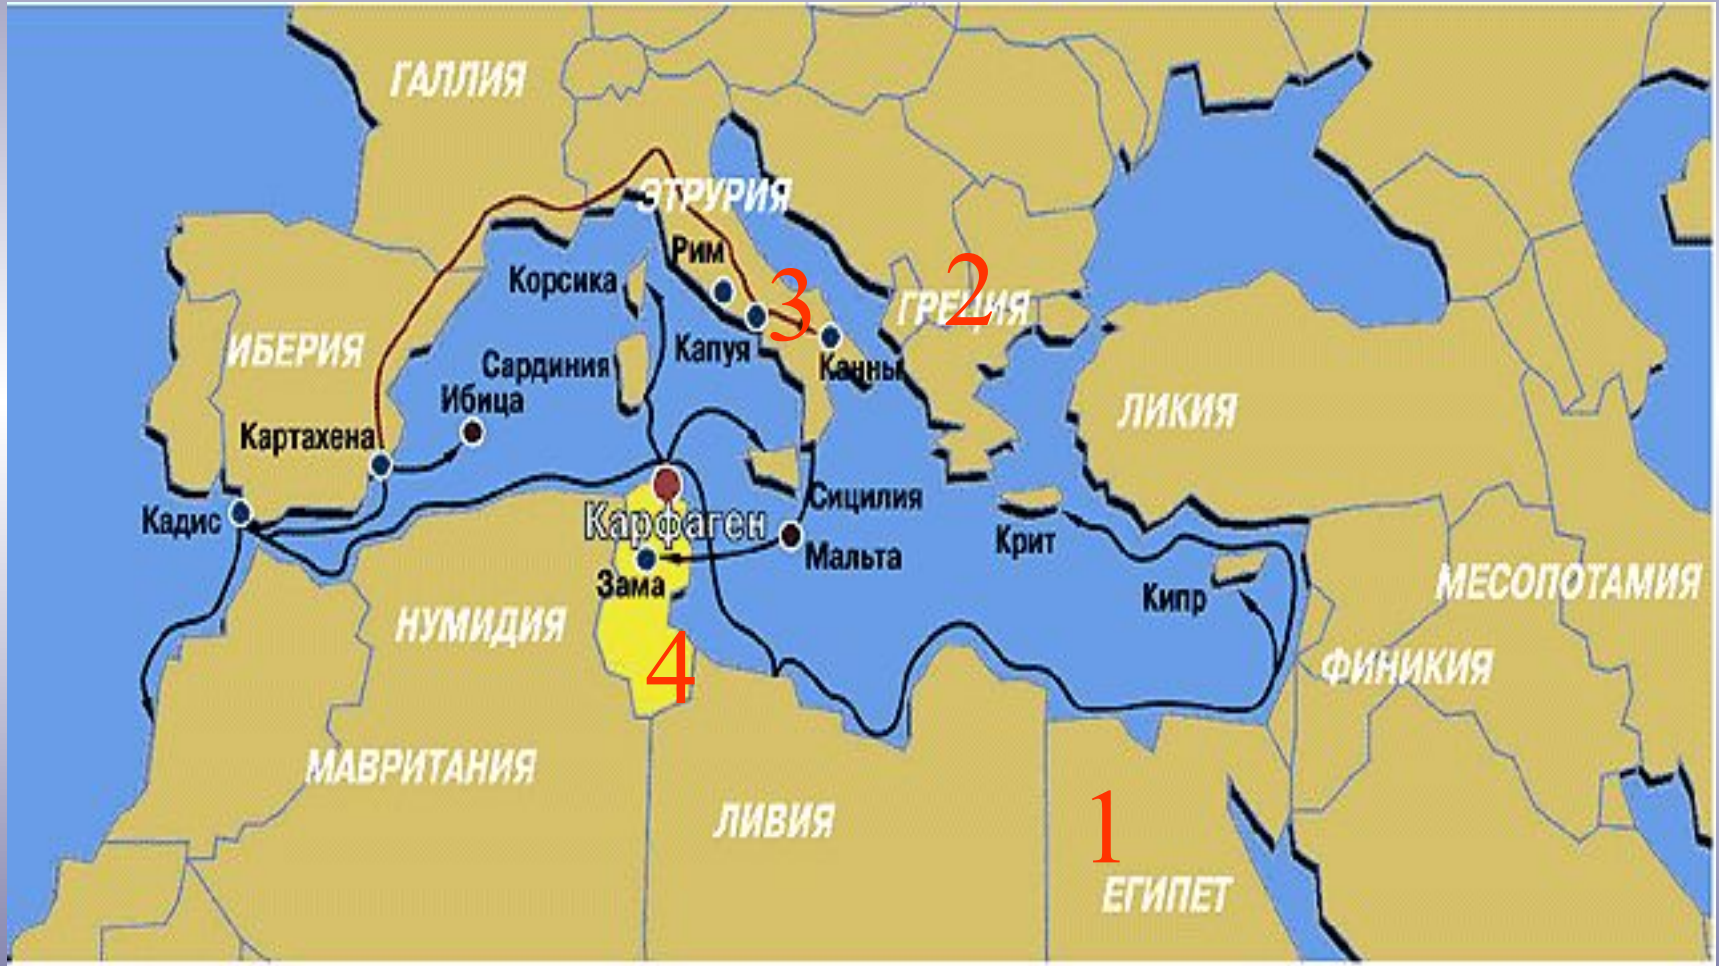 ГАЛЛИЯ
ЭТРУРИЯ
Рим
Корсика
3
2
ГРЕЦИЯ
ИБЕРИЯ
Капуя
Сардиния
Канны
Ибица
ЛИКИЯ
Картахена
Кадис
Сицилия
Карфаген
Крит
Мальта
Зама
Кипр
МЕСОПОТАМИЯ
НУМИДИЯ
4
ФИНИКИЯ
МАВРИТАНИЯ
ЛИВИЯ
1
ЕГИПЕТ